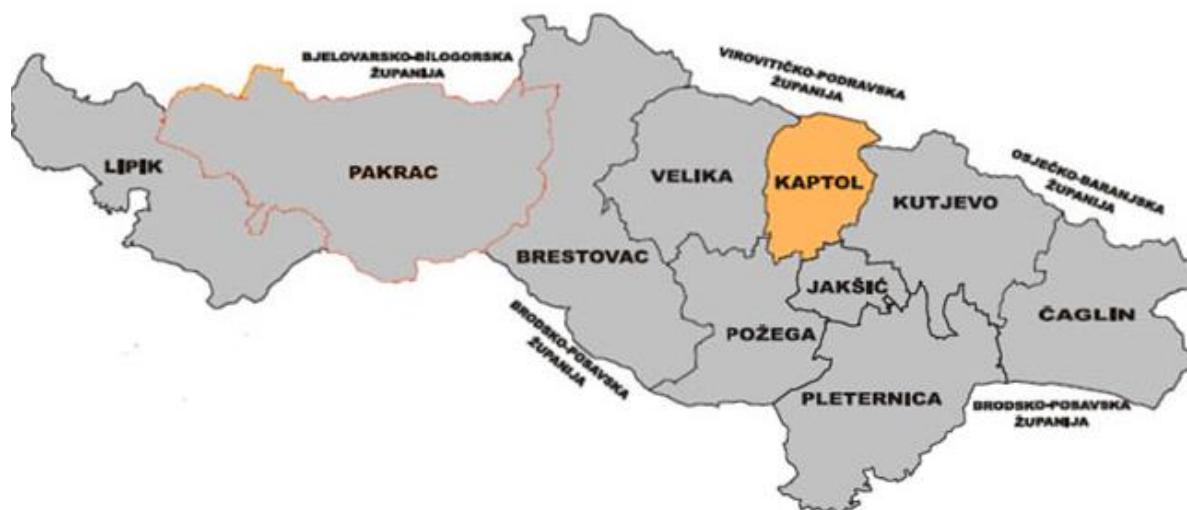 BJELOVARSKO-BILOGORSKA
ŽUPANIJA
VIROVITIČKO-PODRAVSKA
ŽUPANIJA
OSJEČKO-BARANJSKA
ŽUPANIJA
LIPIK
PAKRAC
VELIKA
KAPTOL
KUTJEVO
BRESTOVAC
JAKŠIĆ
ČAGLIN
POŽEGA
BRODSKO-POSAVSKA
ŽUPANIJA
PLETERNICA
BRODSKO-POSAVSKA
ŽUPANIJA